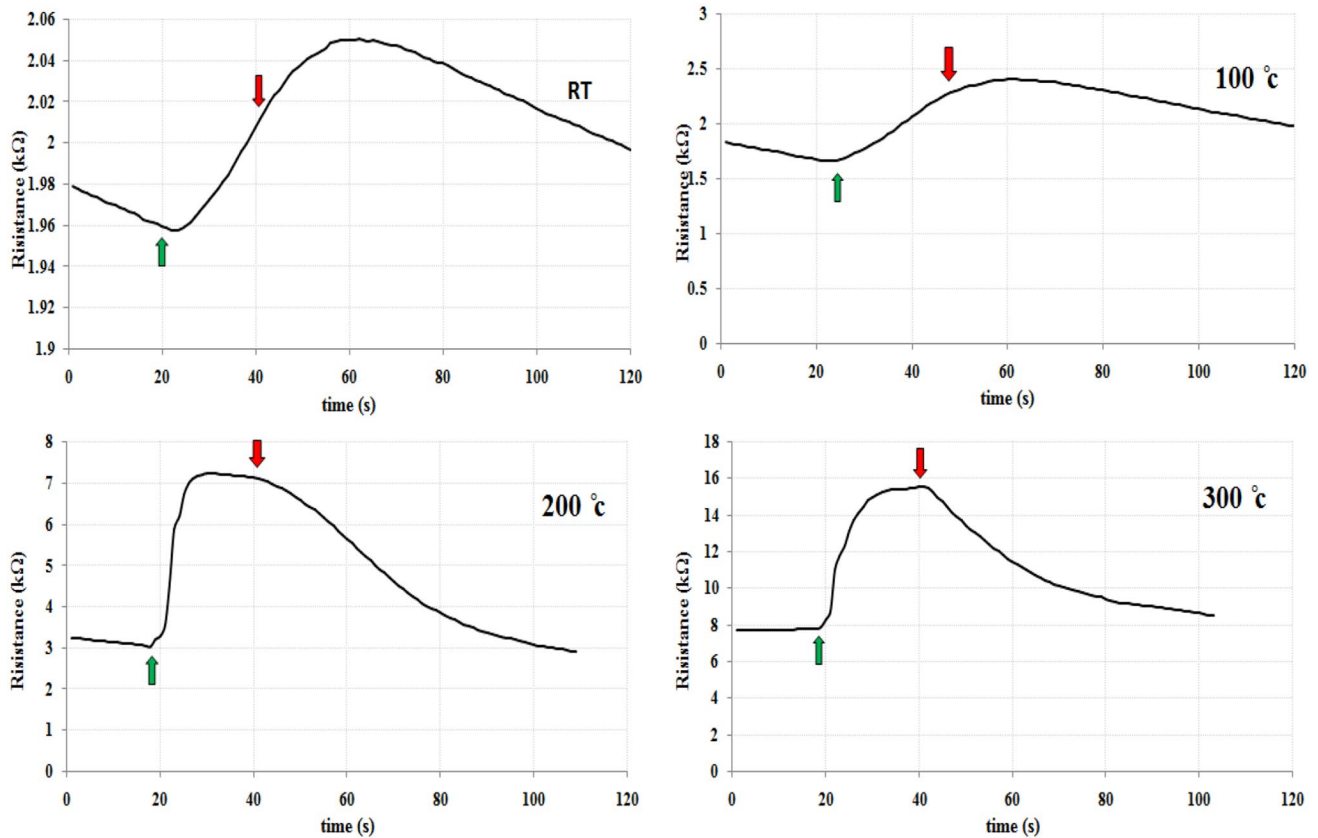 2.06
2.04
2.02
2
1.98
1.96
1.94
1.92
1.9
Risistance (kΩ)
RT
0 20 40 60 80 100 120
time (s)
3
2.5
2
1.5
1
0.5
0
Risistance (kΩ)
100 °c
0 20 40 60 80 100 120
time (s)
8
7
6
5
4
3
2
1
0
Risistance (kΩ)
200 °c
0 20 40 60 80 100 120
time (s)
18
16
14
12
10
8
6
4
2
0
Risistance (kΩ)
300 °c
0 20 40 60 80 100 120
time (s)